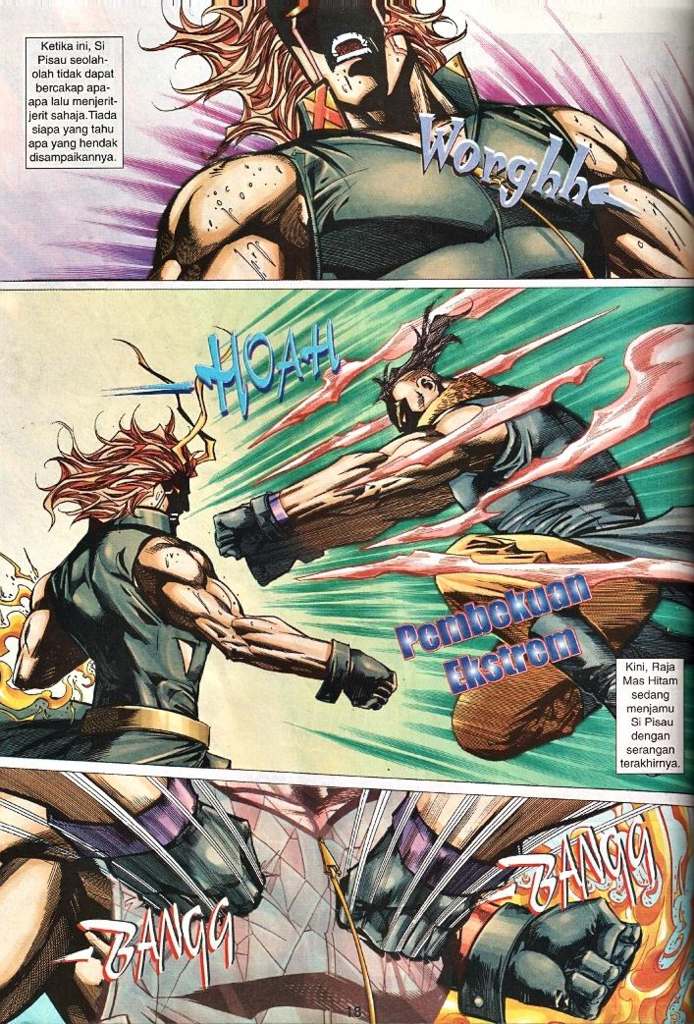 Ketika ini, Si
Pisau seolah-
olah tidak dapat
bercakap apa-
apa lalu menjerit-
jerit sahaja.Tiada
siapa yang tahu
apa yang hendak
disampaikannya.
Worghh
HOAH
Pembekuan
Ekstrem
Kini, Raja
Mas Hitam
sedang
menjamu
Si Pisau
dengan
serangan
terakhirnya.
BANGG
BANGG
18